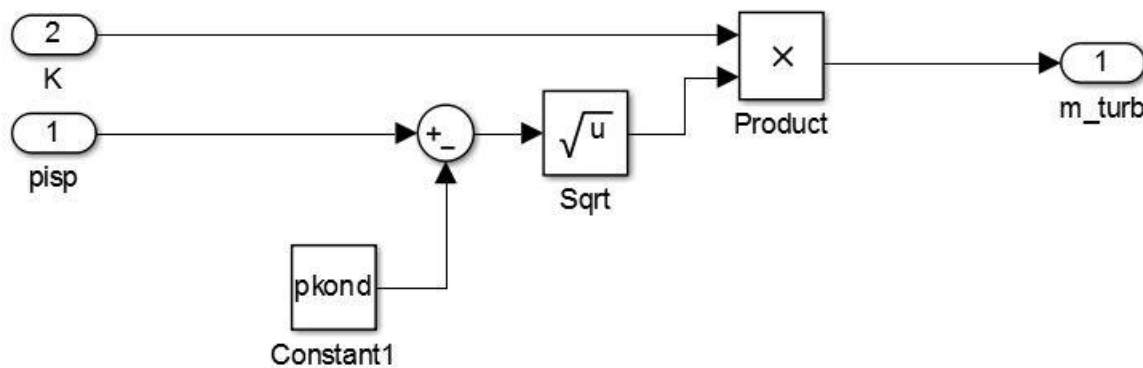 2
K
1
pisp
+
−
√u
Sqrt
pkond
Constant1
×
Product
1
m_turb